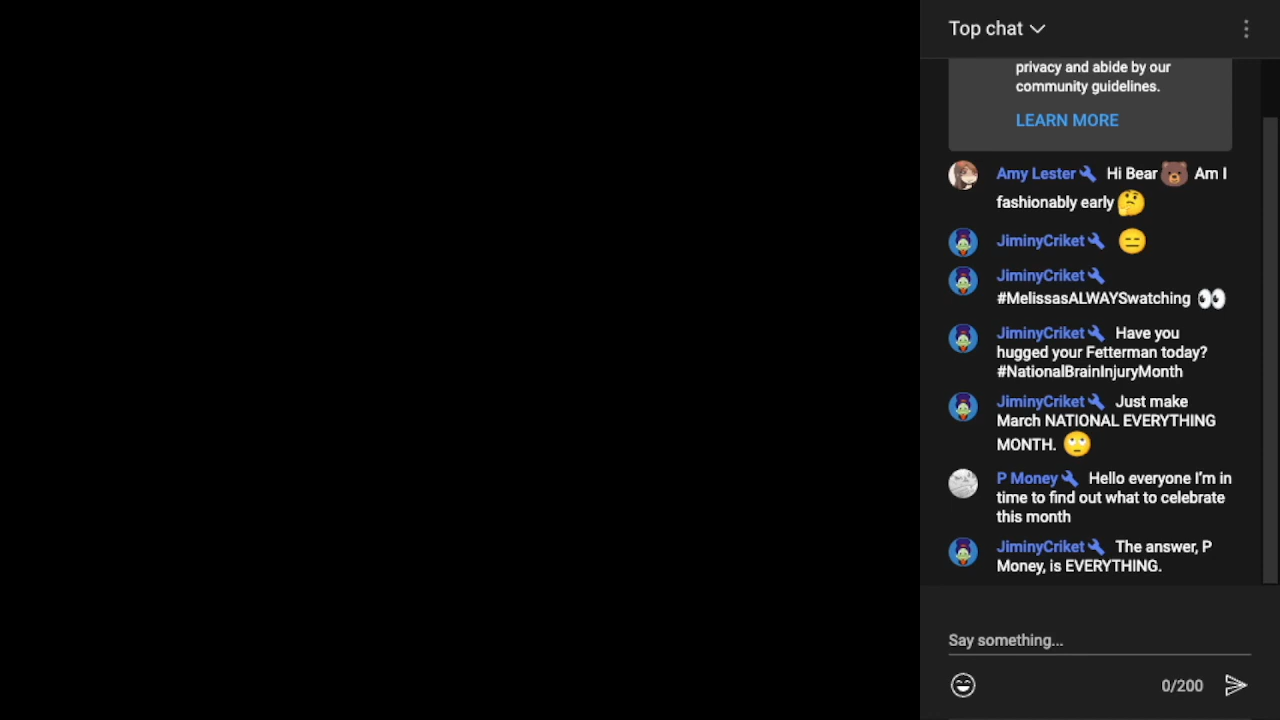 Top chat
privacy and abide by our
community guidelines.
LEARN MORE
Amy Lester Hi Bear Am I
fashionably early
JiminyCriket
JiminyCriket
#MelissasALWAYSwatching
JiminyCriket Have you
hugged your Fetterman today?
#NationalBrainInjuryMonth
JiminyCriket Just make
March NATIONAL EVERYTHING
MONTH.
P Money Hello everyone I'm in
time to find out what to celebrate
this month
JiminyCriket The answer, P
Money, is EVERYTHING.
Say something...
0/200